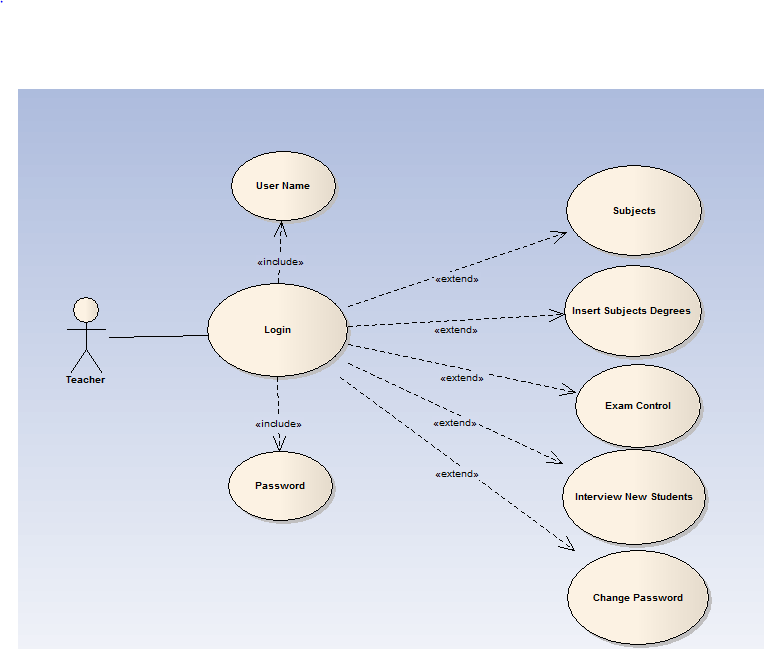 User Name
Subjects
«include»
«extend»
Insert Subjects Degrees
Login
«extend»
Teacher
«extend»
Exam Control
«include»
«extend»
Password
«extend»
Interview New Students
Change Password